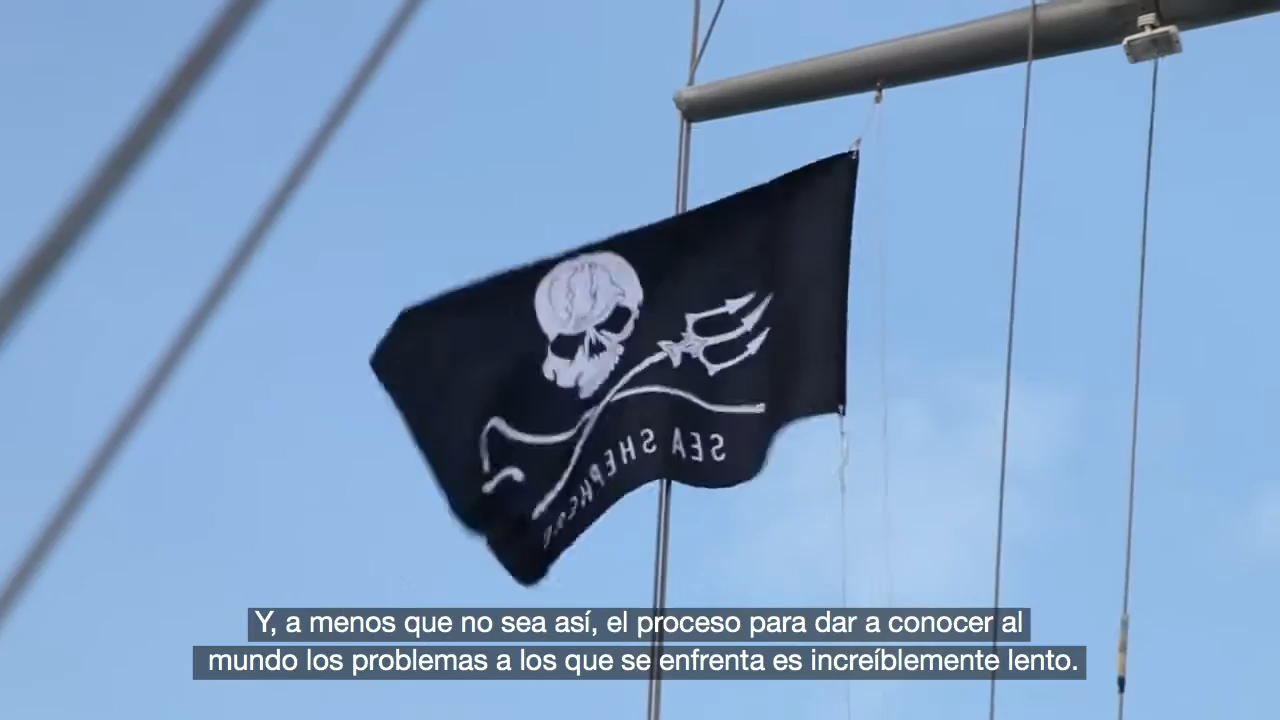 SEA SHEPHERD
Y, a menos que no sea así, el proceso para dar a conocer al
mundo los problemas a los que se enfrenta es increíblemente lento.